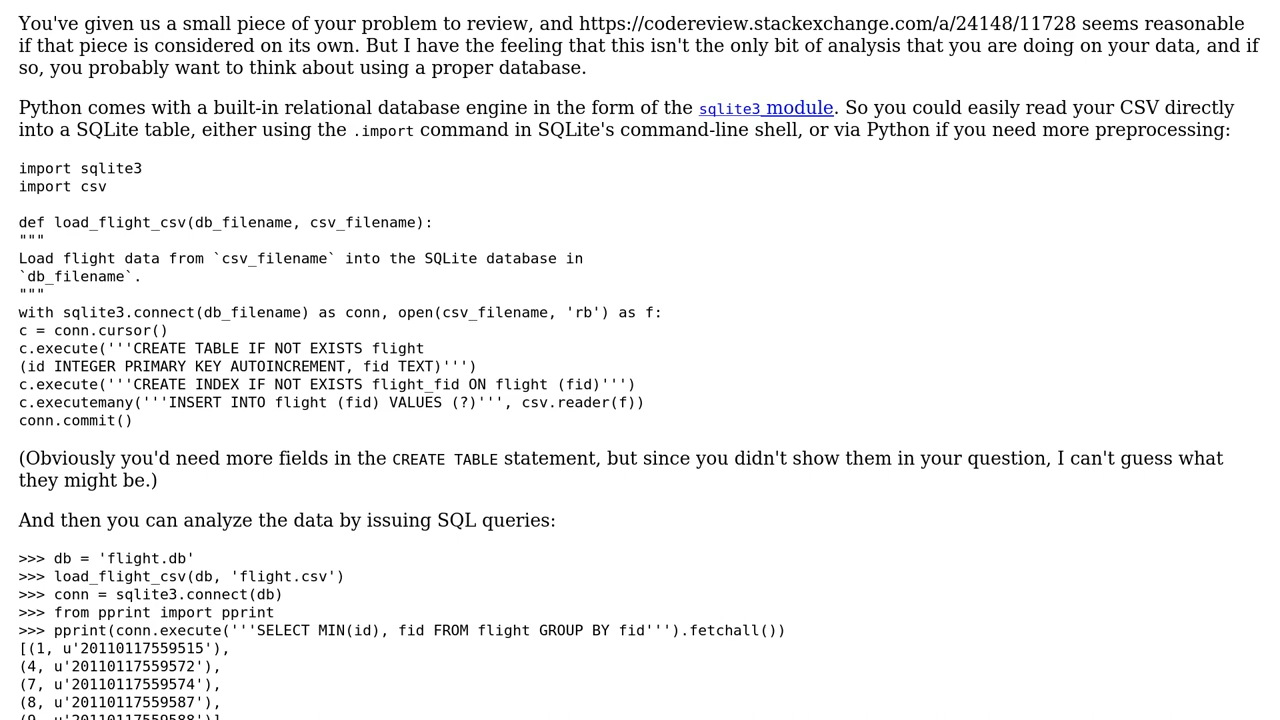 You've given us a small piece of your problem to review, and https://codereview.stackexchange.com/a/24148/11728 seems reasonable
if that piece is considered on its own. But I have the feeling that this isn't the only bit of analysis that you are doing on your data, and if
so, you probably want to think about using a proper database.
Python comes with a built-in relational database engine in the form of the sqlite3 module. So you could easily read your CSV directly
into a SQLite table, either using the .import command in SQLite's command-line shell, or via Python if you need more preprocessing:
import sqlite3
import csv
def load_flight_csv(db_filename, csv_filename):
"""
Load flight data from `csv_filename` into the SQLite database in
`db_filename`.
"""
with sqlite3.connect(db_filename) as conn, open(csv_filename, 'rb') as f:
c = conn.cursor()
c.execute('''CREATE TABLE IF NOT EXISTS flight
(id INTEGER PRIMARY KEY AUTOINCREMENT, fid TEXT)''')
c.execute('''CREATE INDEX IF NOT EXISTS flight_fid ON flight (fid)''')
c.executemany('''INSERT INTO flight (fid) VALUES (?)''', csv.reader(f))
conn.commit()
(Obviously you'd need more fields in the CREATE TABLE statement, but since you didn't show them in your question, I can't guess what
they might be.)
And then you can analyze the data by issuing SQL queries:
>>> db = 'flight.db'
>>> load_flight_csv(db, 'flight.csv')
>>> conn = sqlite3.connect(db)
>>> from pprint import pprint
>>> pprint(conn.execute('''SELECT MIN(id), fid FROM flight GROUP BY fid''').fetchall())
[(1, u'20110117559515'),
(4, u'20110117559572'),
(7, u'20110117559574'),
(8, u'20110117559587'),
(9, u'20110117559588')]